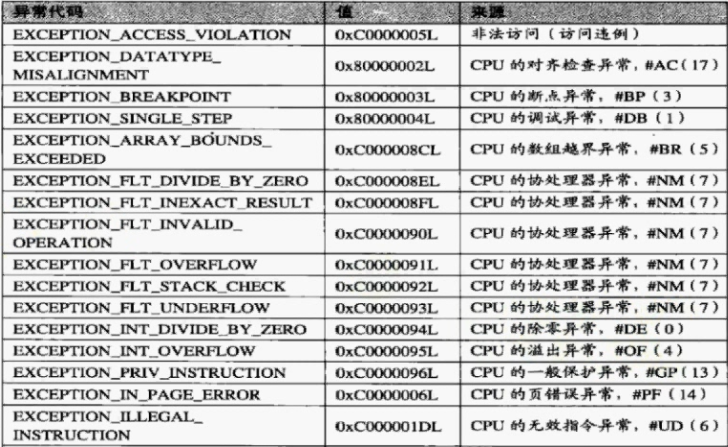 异常代码 值 来源
EXCEPTION_ACCESS_VIOLATION 0xC0000005L 非法访问（访问违例）
EXCEPTION_DATATYPE_
MISALIGNMENT 0x80000002L CPU 的对齐检查异常，#AC（17）
EXCEPTION_BREAKPOINT 0x80000003L CPU 的断点异常，#BP（3）
EXCEPTION_SINGLE_STEP 0x80000004L CPU 的调试异常，#DB（1）
EXCEPTION_ARRAY_BOUNDS_
EXCEEDED 0xC000008CL CPU 的数组越界异常，#BR（5）
EXCEPTION_FLT_DIVIDE_BY_ZERO 0xC000008EL CPU 的协处理器异常，#NM（7）
EXCEPTION_FLT_INEXACT_RESULT 0xC000008FL CPU 的协处理器异常，#NM（7）
EXCEPTION_FLT_INVALID_
OPERATION 0xC0000090L CPU 的协处理器异常，#NM（7）
EXCEPTION_FLT_OVERFLOW 0xC0000091L CPU 的协处理器异常，#NM（7）
EXCEPTION_FLT_STACK_CHECK 0xC0000092L CPU 的协处理器异常，#NM（7）
EXCEPTION_FLT_UNDERFLOW 0xC0000093L CPU 的协处理器异常，#NM（7）
EXCEPTION_INT_DIVIDE_BY_ZERO 0xC0000094L CPU 的除零异常，#DE（0）
EXCEPTION_INT_OVERFLOW 0xC0000095L CPU 的溢出异常，#OF（4）
EXCEPTION_PRIV_INSTRUCTION 0xC0000096L CPU 的一般保护异常，#GP（13）
EXCEPTION_IN_PAGE_ERROR 0xC0000006L CPU 的页错误异常，#PF（14）
EXCEPTION_ILLEGAL_
INSTRUCTION 0xC000001DL CPU 的无效指令异常，#UD（6）